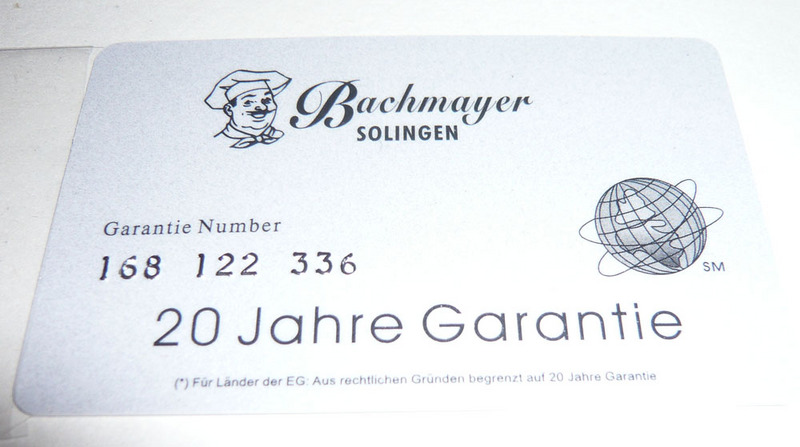 Bachmayer
SOLINGEN
Garantie Number
168 122 336
SM
20 Jahre Garantie
(*) Für Länder der EG: Aus rechtlichen Gründen begrenzt auf 20 Jahre Garantie